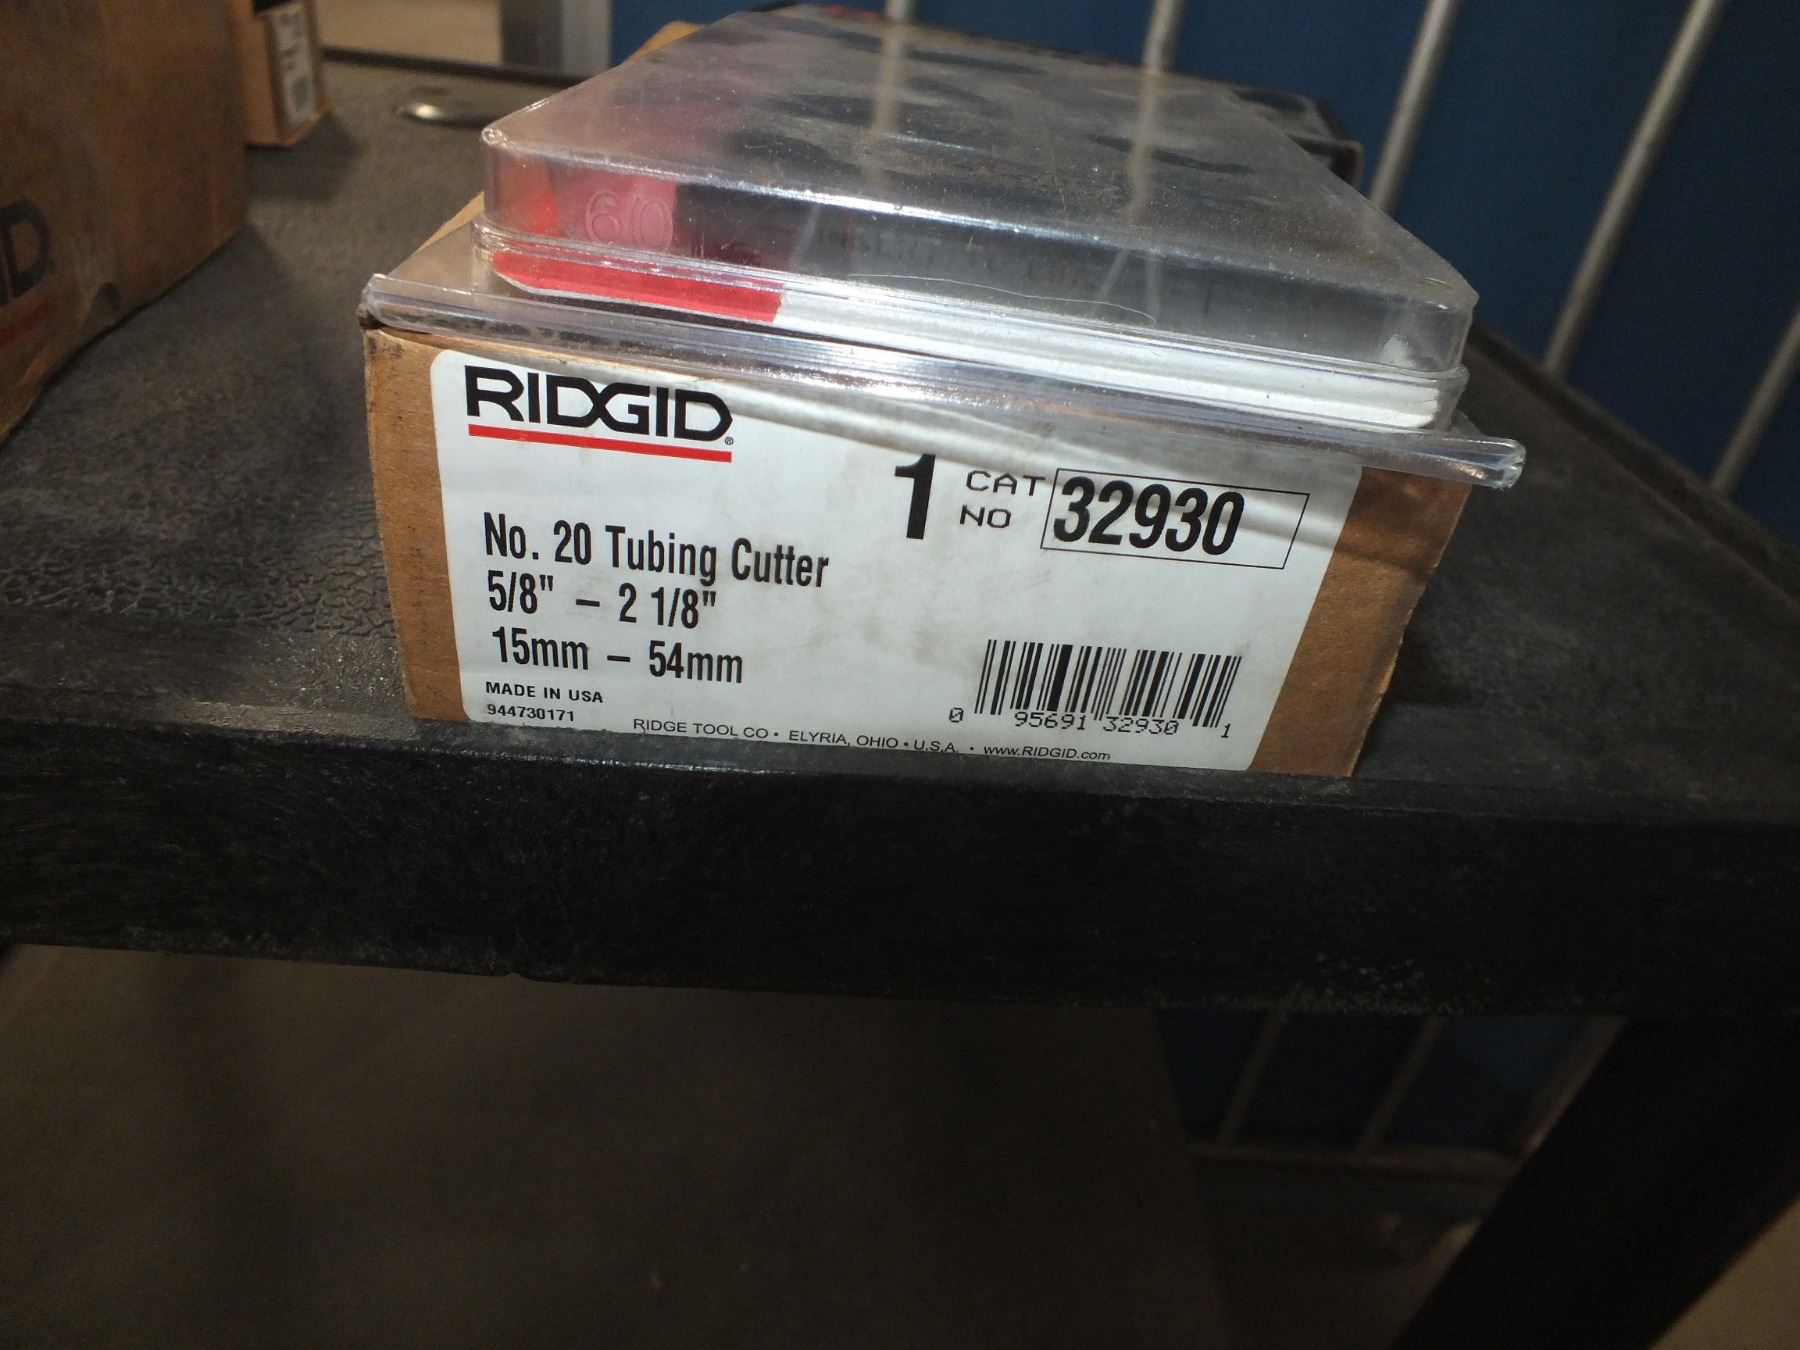 60
RIDGID®
1 CAT NO 32930
No. 20 Tubing Cutter
5/8" – 2 1/8"
15mm – 54mm
MADE IN USA
944730171
0 95691 32930 1
RIDGE TOOL CO • ELYRIA, OHIO • U.S.A. • www.RIDGID.com